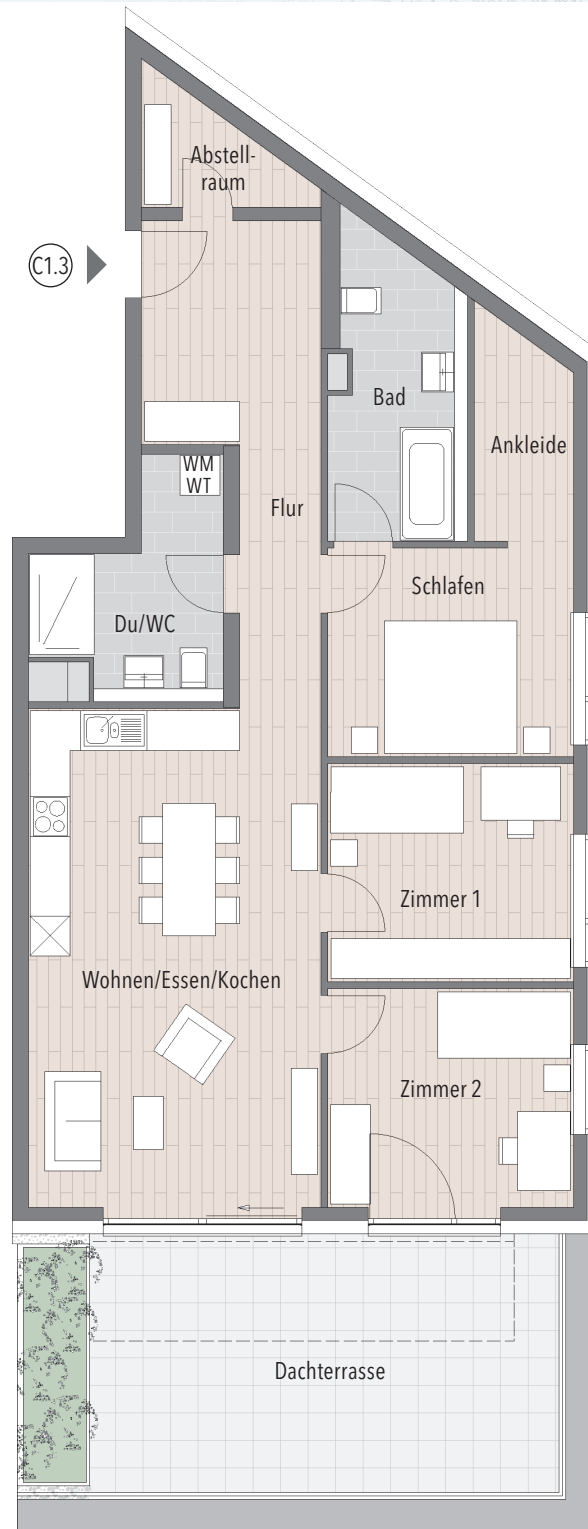 Abstell-
raum
C1.3
Bad
Ankleide
WM
WT
Flur
Schlafen
Du/WC
Zimmer 1
Wohnen/Essen/Kochen
Zimmer 2
Dachterrasse